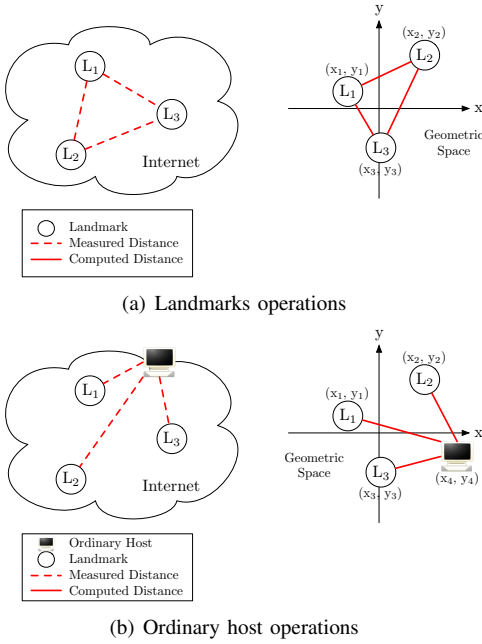 L1
L2
L3
Internet
Landmark
Measured Distance
Computed Distance
y
x
(x1, y1)
L1
(x2, y2)
L2
L3
(x3, y3)
Geometric
Space
(a) Landmarks operations
L1
L2
L3
Internet
Ordinary Host
Landmark
Measured Distance
Computed Distance
y
x
(x1, y1)
L1
(x2, y2)
L2
Geometric
Space
L3
(x3, y3)
(x4, y4)
(b) Ordinary host operations